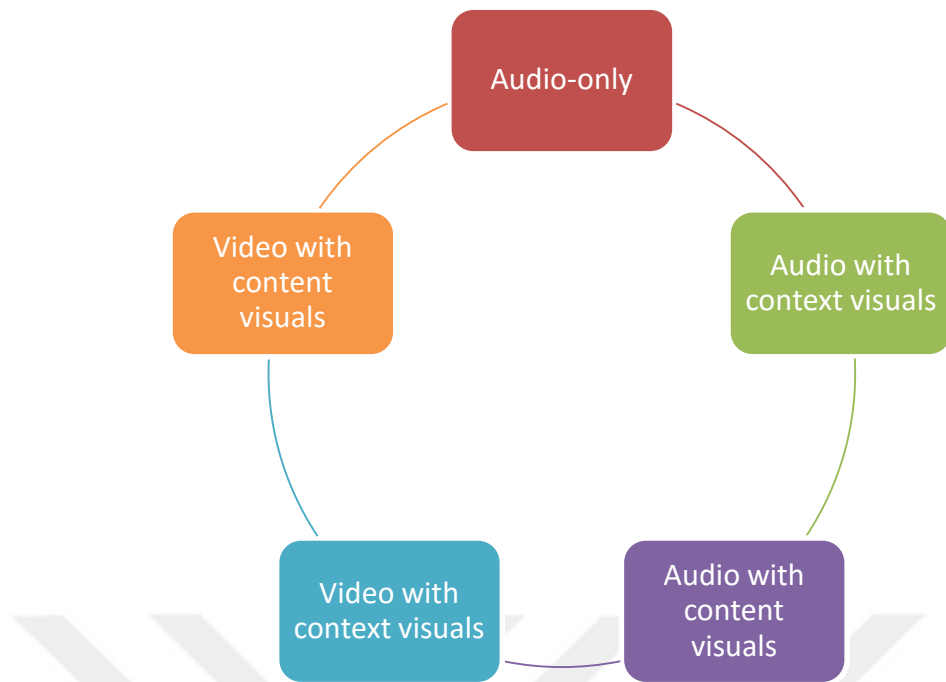 Audio-only
Audio with
context visuals
Audio with
content
visuals
Video with
context visuals
Video with
content
visuals